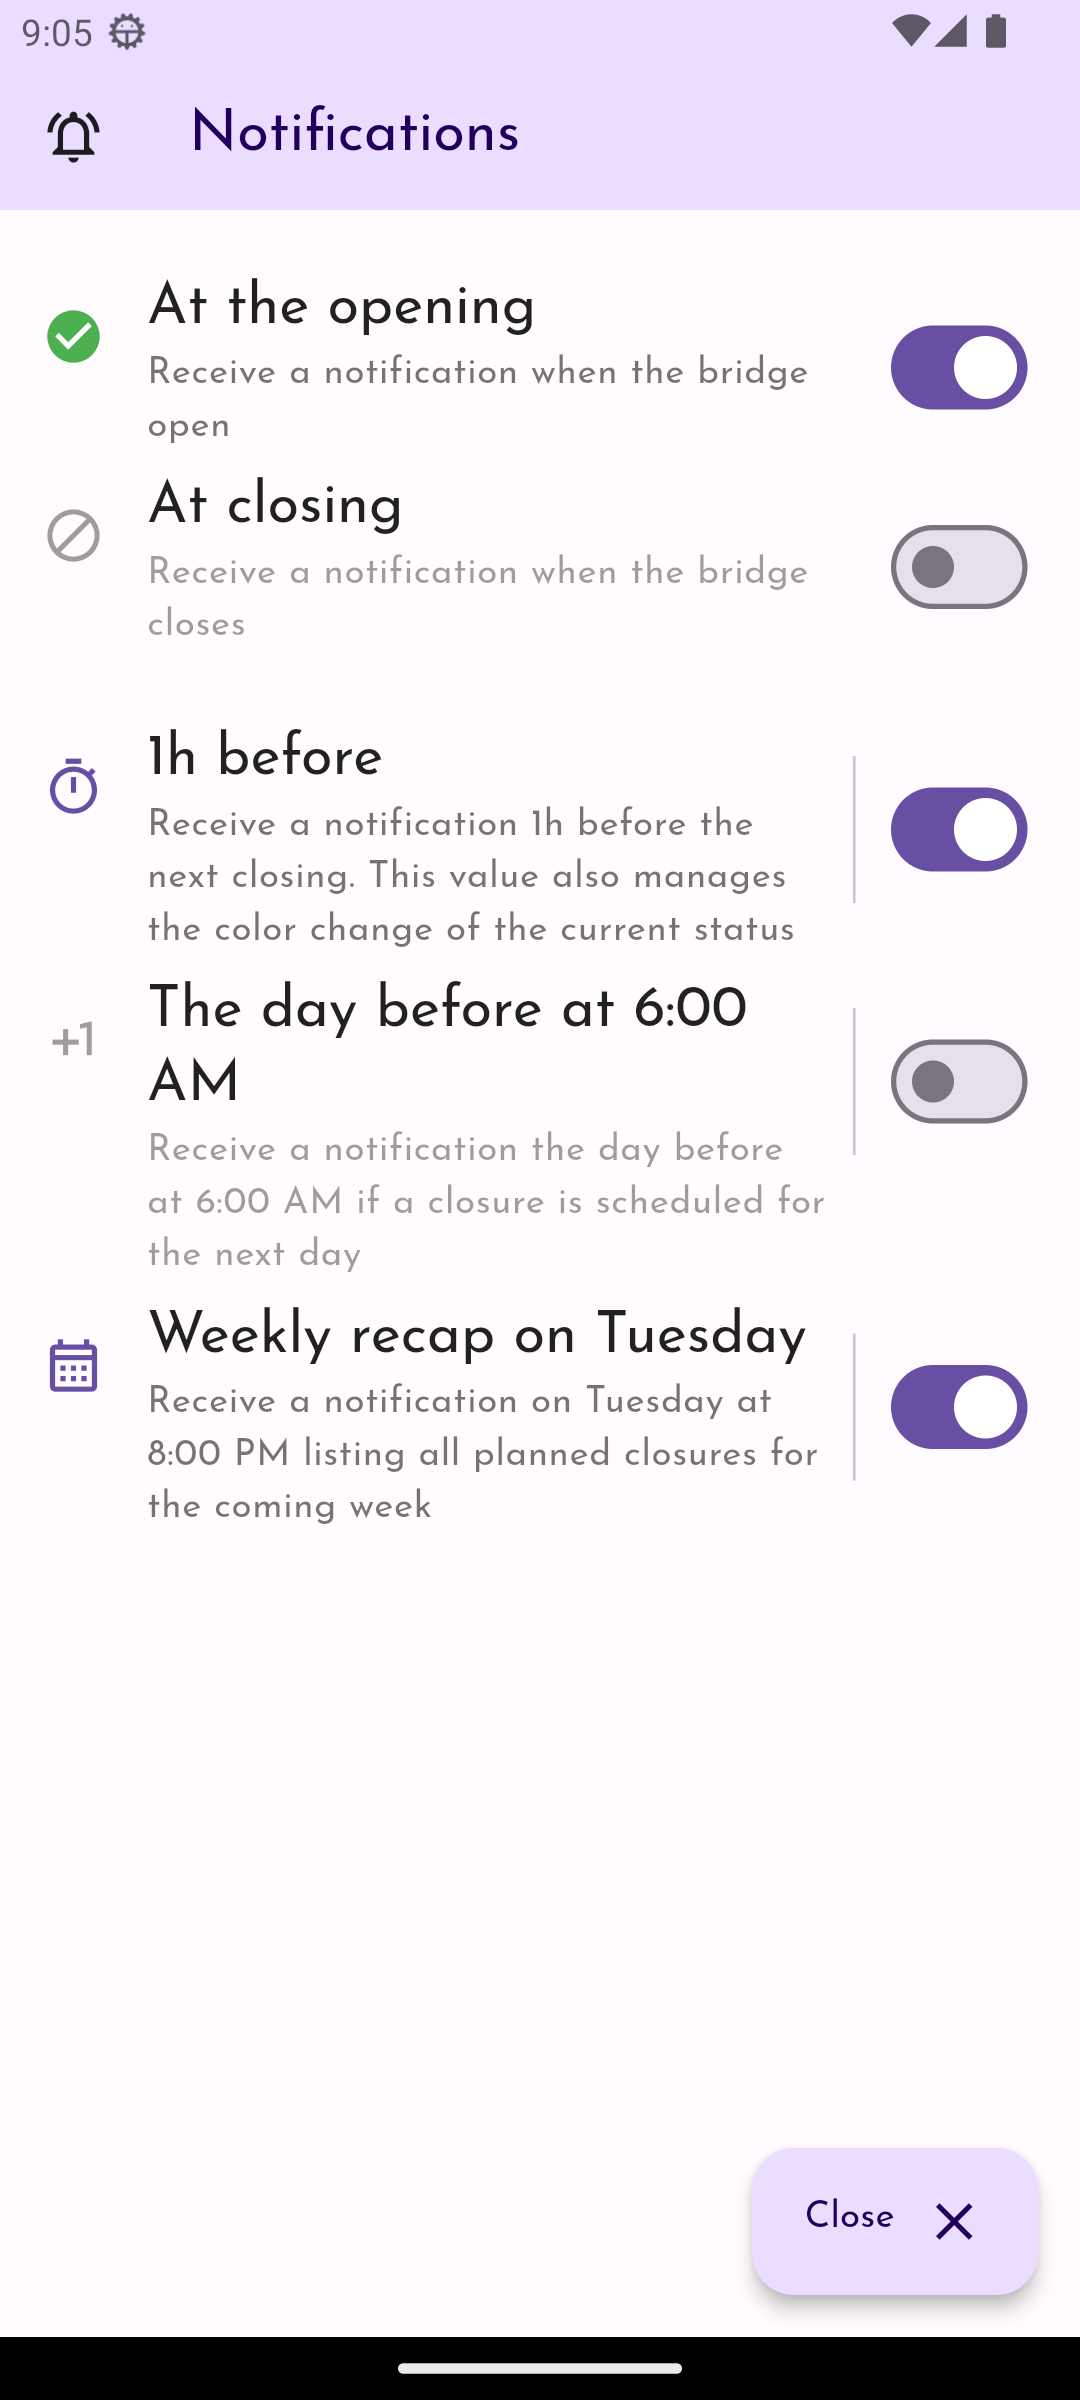 9:05
Notifications
At the opening
Receive a notification when the bridge
open
At closing
Receive a notification when the bridge
closes
1h before
Receive a notification 1h before the
next closing. This value also manages
the color change of the current status
+1
The day before at 6:00
AM
Receive a notification the day before
at 6:00 AM if a closure is scheduled for
the next day
Weekly recap on Tuesday
Receive a notification on Tuesday at
8:00 PM listing all planned closures for
the coming week
Close